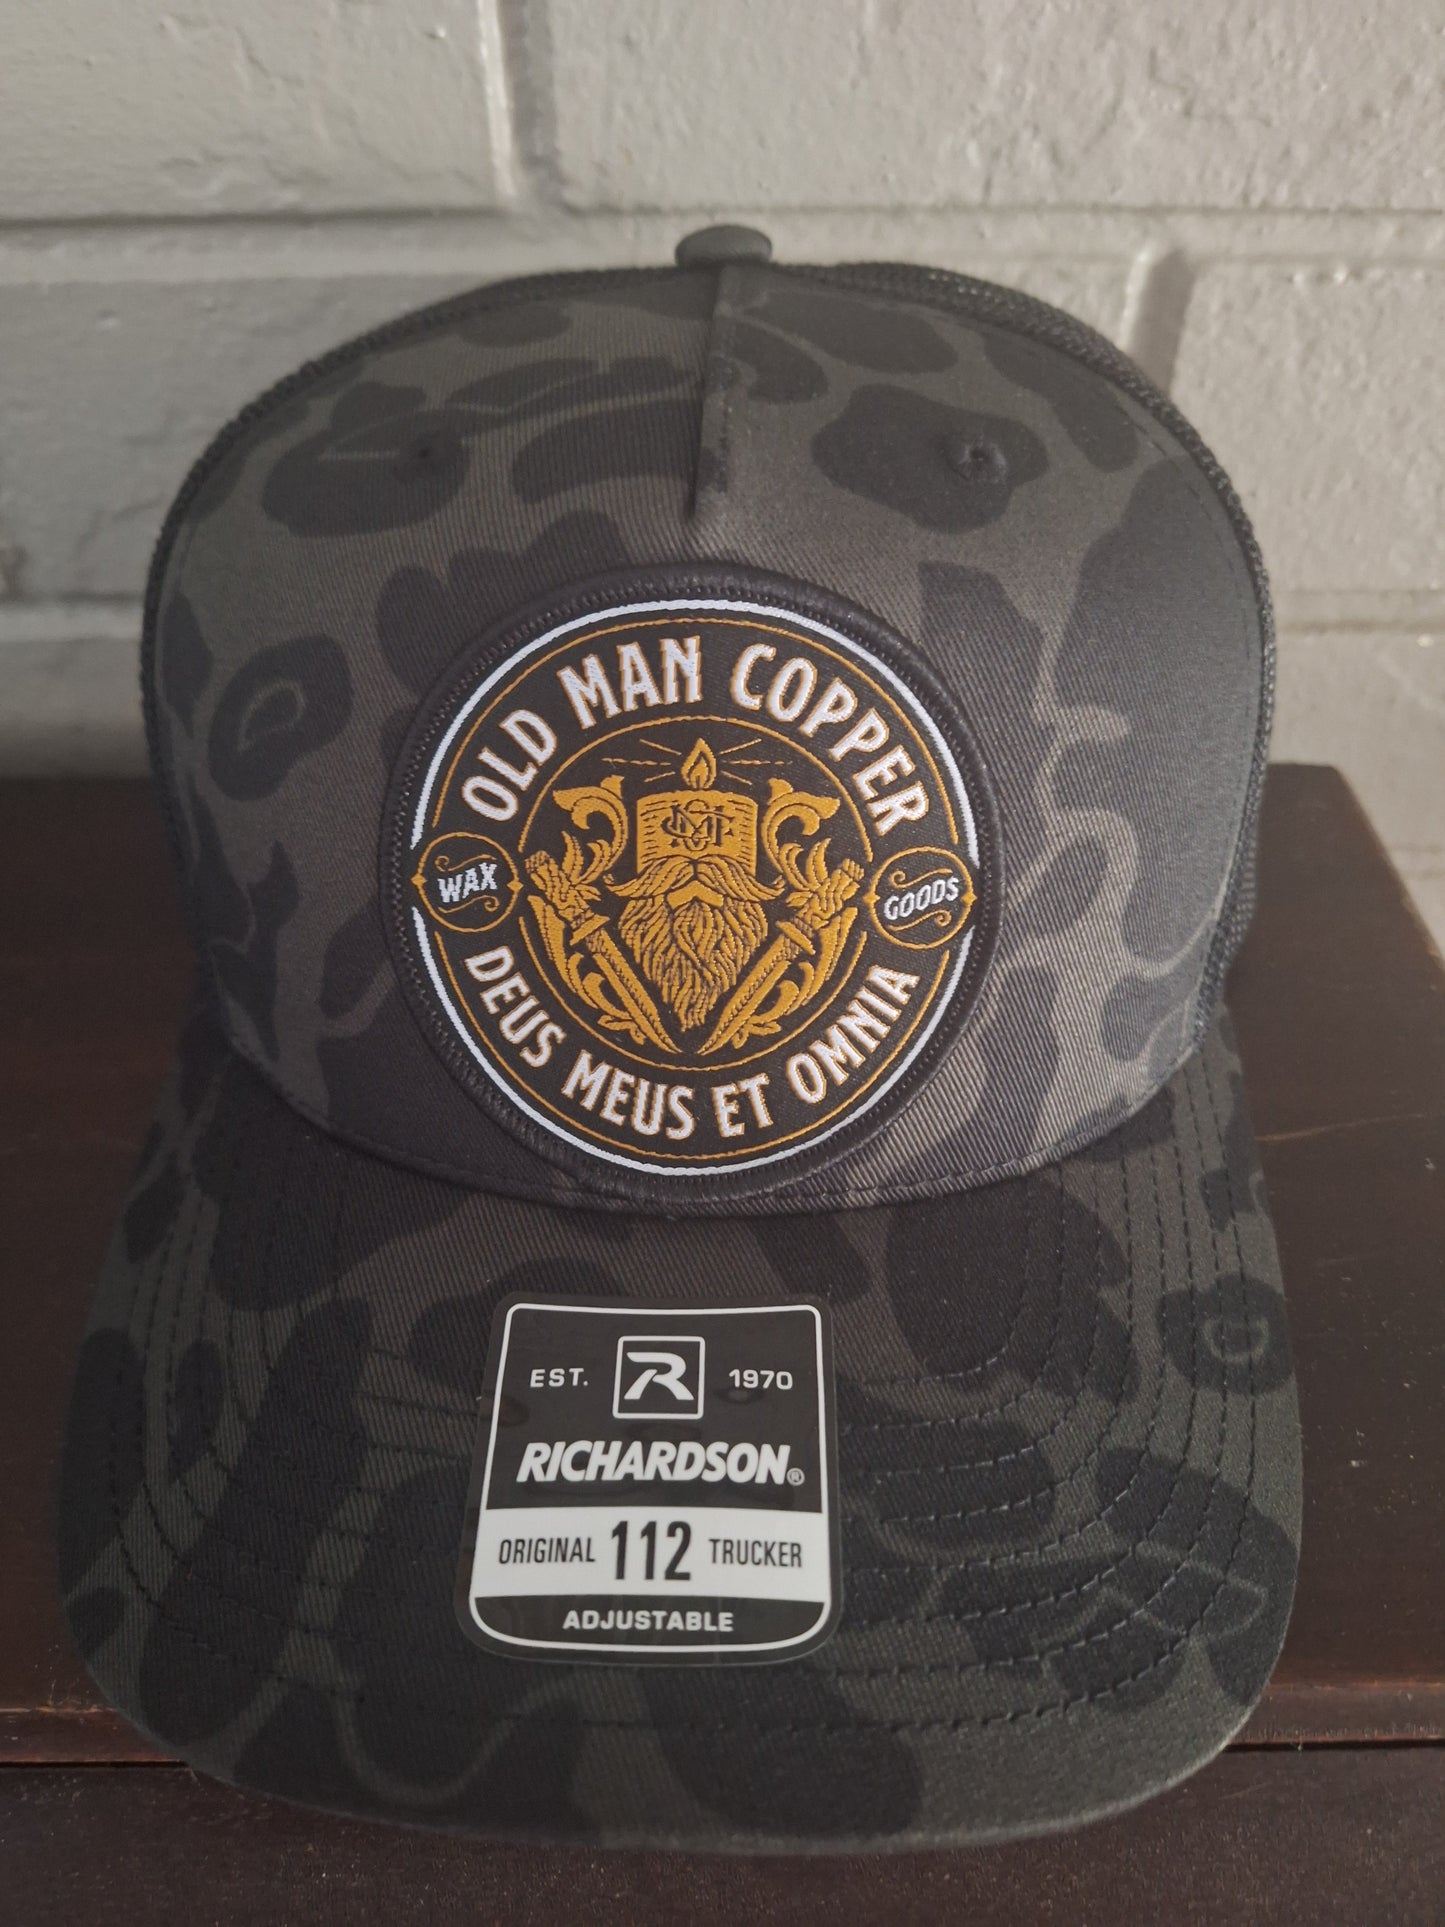 OLD MAN COPPER
WAX
GOODS
DEUS MEUS ET OMNIA
EST. R 1970
RICHARDSON®
ORIGINAL 112 TRUCKER
ADJUSTABLE